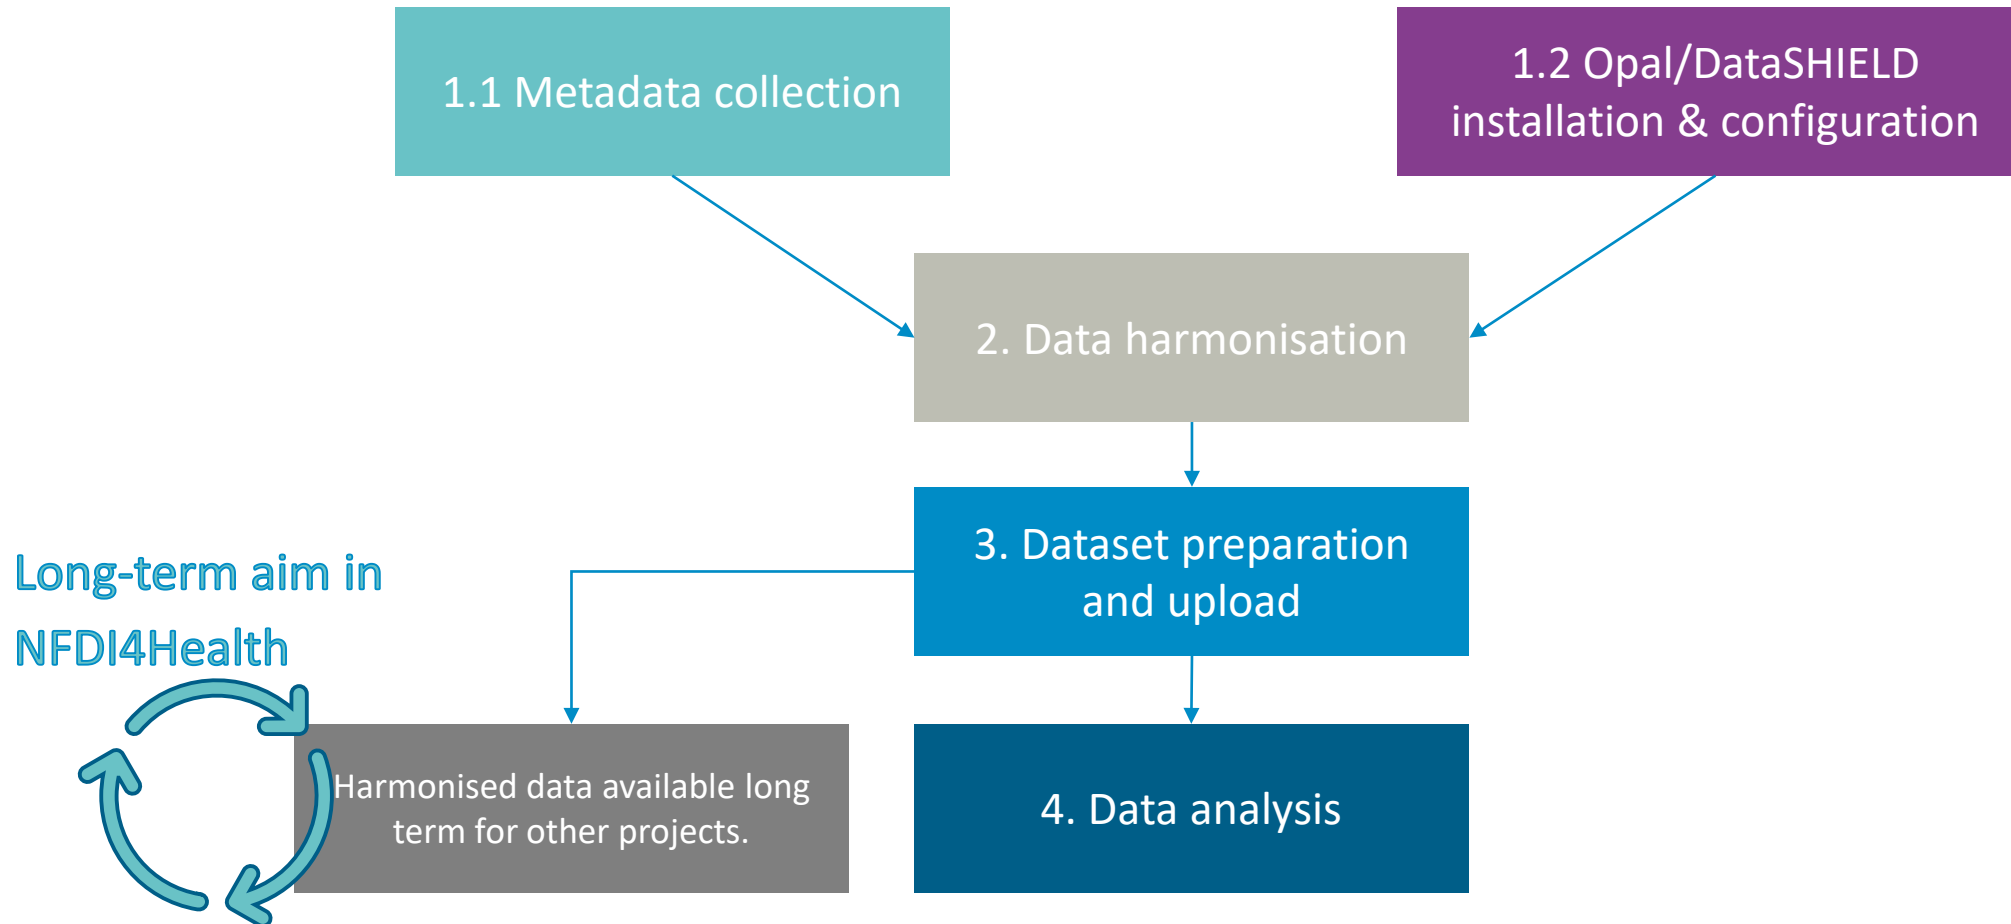 1.1 Metadata collection
1.2 Opal/DataSHIELD
installation & configuration
2. Data harmonisation
3. Dataset preparation
and upload
Long-term aim in
NFDI4Health
Harmonised data available long
term for other projects.
4. Data analysis